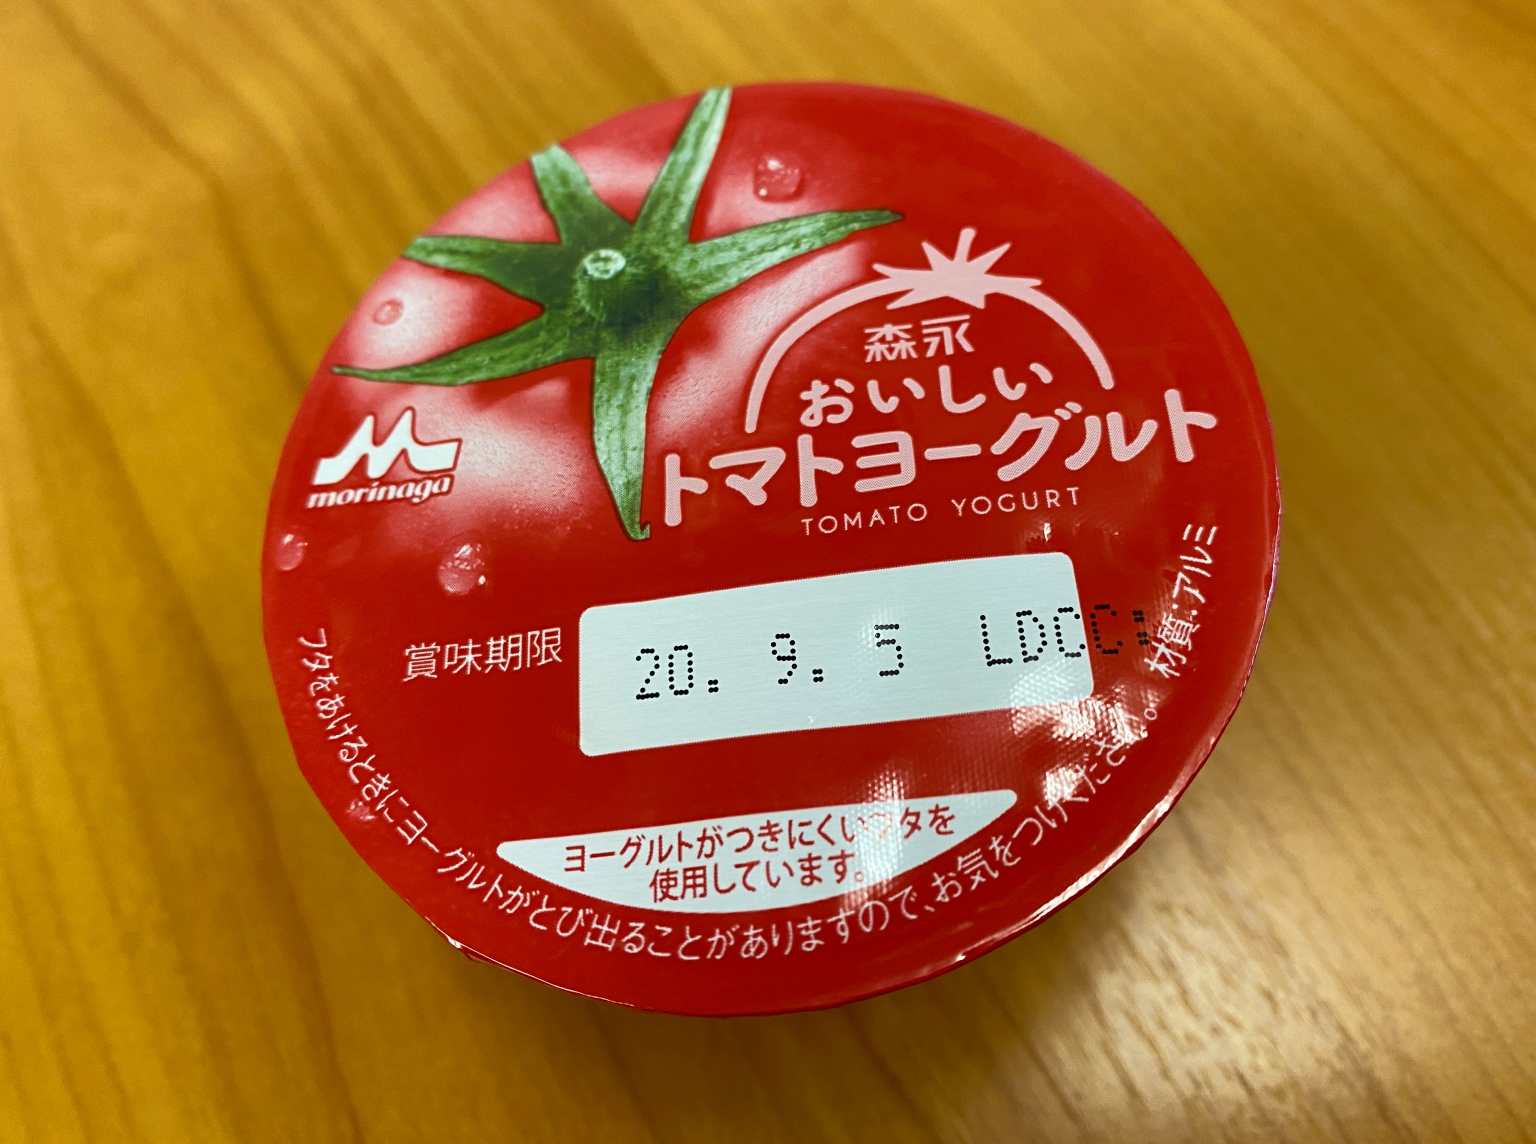 森永
おいしい
トマトヨーグルト
TOMATO YOGURT
morinaga
賞味期限 20. 9. 5 LDCC:
ヨーグルトがつきにくいフタを
使用しています。
フタをあけるときにヨーグルトがとび出ることがありますので、お気をつけください。 材質:アルミ